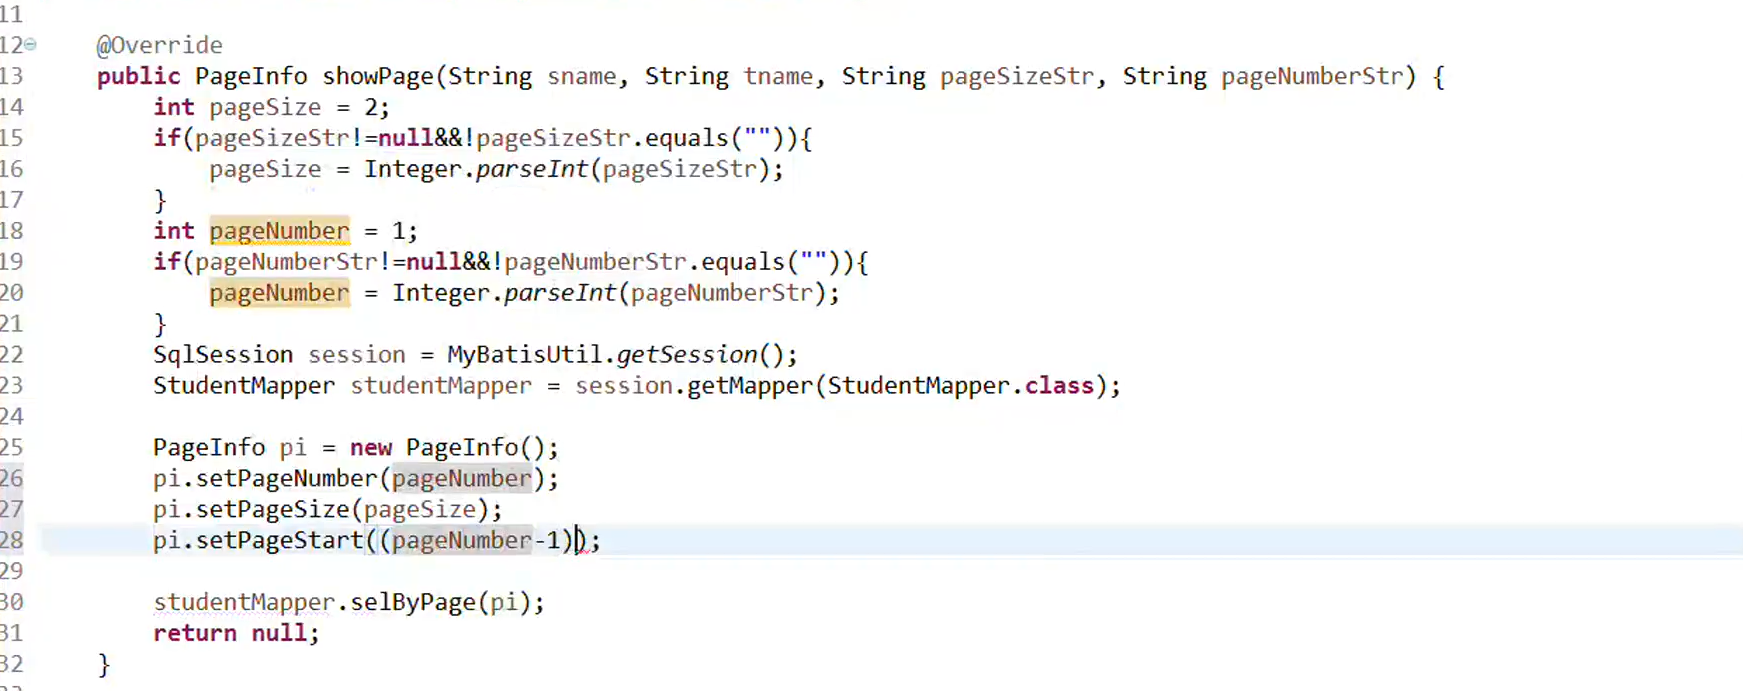 11
12 @Override
13 public PageInfo showPage(String sname, String tname, String pageSizeStr, String pageNumberStr) {
14 int pageSize = 2;
15 if(pageSizeStr!=null&&!pageSizeStr.equals("")){
16 pageSize = Integer.parseInt(pageSizeStr);
17 }
18 int pageNumber = 1;
19 if(pageNumberStr!=null&&!pageNumberStr.equals("")){
20 pageNumber = Integer.parseInt(pageNumberStr);
21 }
22 SqlSession session = MyBatisUtil.getSession();
23 StudentMapper studentMapper = session.getMapper(StudentMapper.class);
24
25 PageInfo pi = new PageInfo();
26 pi.setPageNumber(pageNumber);
27 pi.setPageSize(pageSize);
28 pi.setPageStart((pageNumber-1));
29
30 studentMapper.selByPage(pi);
31 return null;
32 }